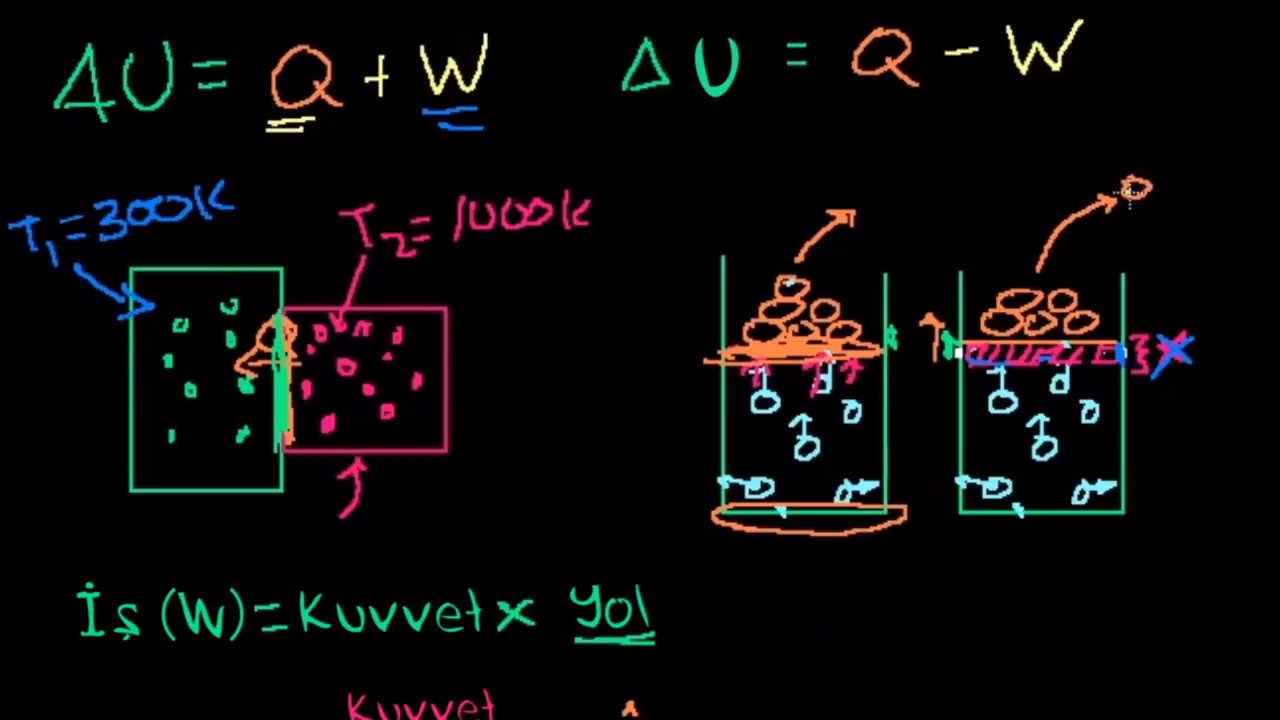 ΔU = Q + W
ΔU = Q - W
T₁ = 300K
T₂ = 1000K
İş (W) = Kuvvet × yol
Kuvvet